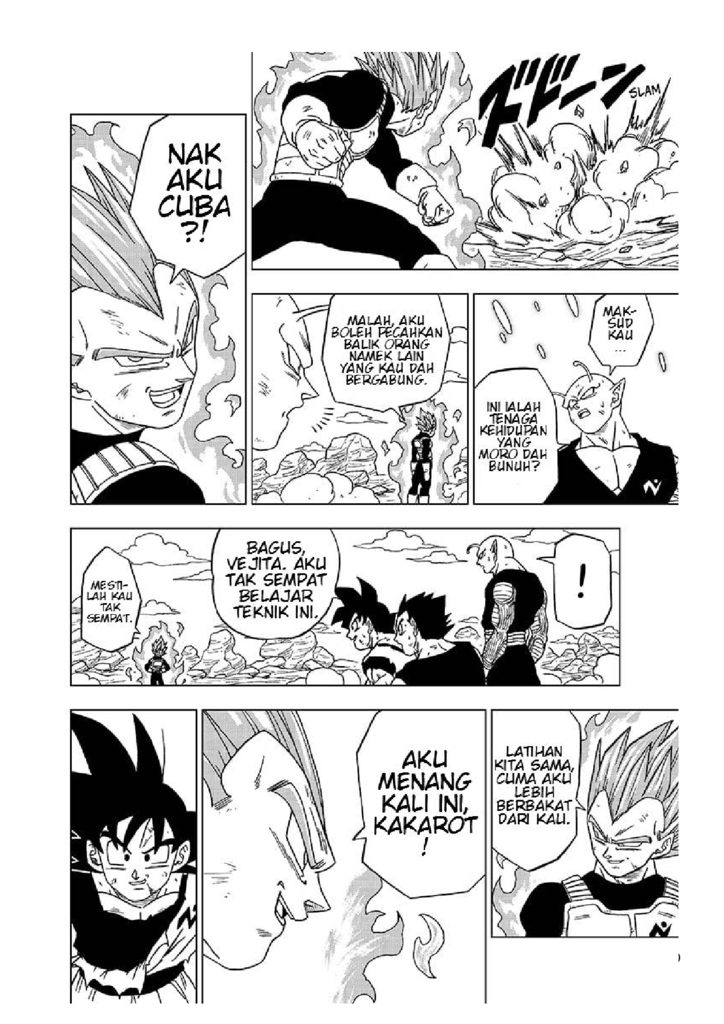 ズドドーン
SLAM
NAK
AKU
CUBA
?!
MAK-
SUD
KAU
...
INI IALAH
TENAGA
KEHIDUPAN
YANG
MORO DAH
BUNUH?
MALAH, AKU
BOLEH PECAHKAN
BALIK ORANG
NAMEK LAIN
YANG KAU DAH
BERGABUNG.
!
BAGUS,
VEJITA. AKU
TAK SEMPAT
BELAJAR
TEKNIK INI.
MESTI-
LAH KAU
TAK
SEMPAT.
LATIHAN
KITA SAMA,
CUMA AKU
LEBIH
BERBAKAT
DARI KAU.
AKU
MENANG
KALI INI,
KAKAROT
!